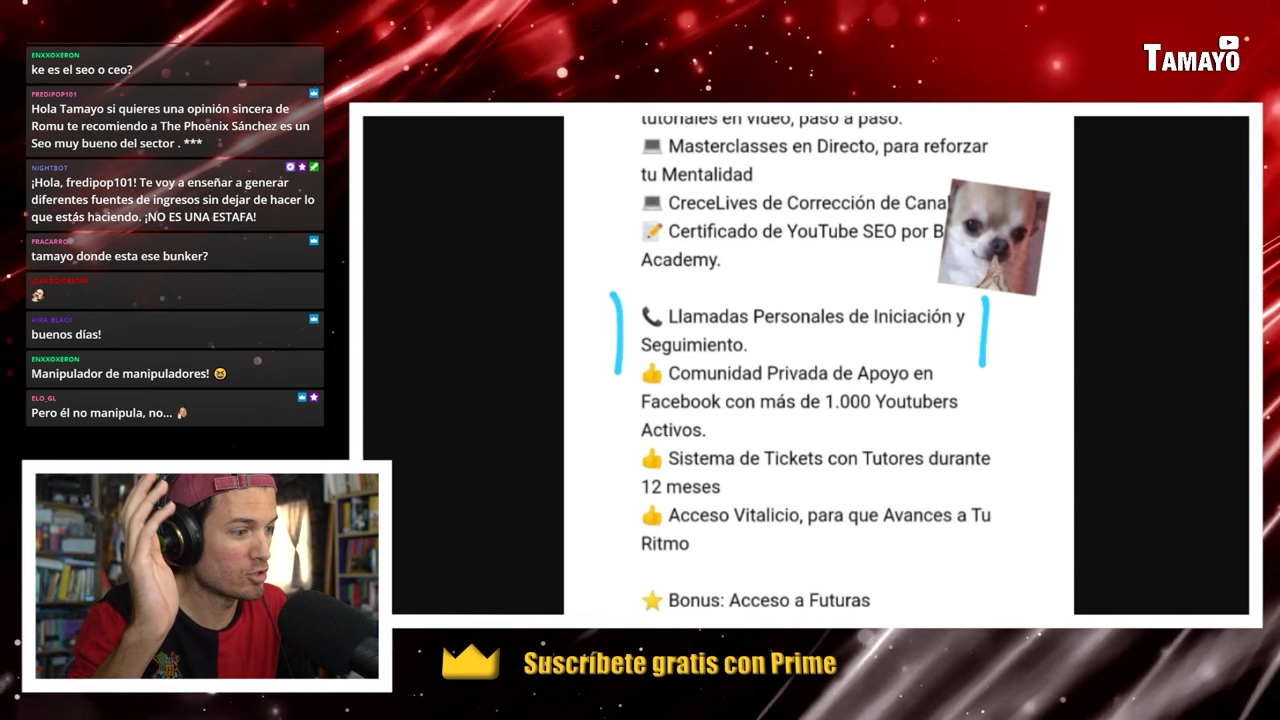 ENXXOXERON
ke es el seo o ceo?
FREDIPOP101
Hola Tamayo si quieres una opinión sincera de
Romu te recomiendo a The Phoenix Sánchez es un
Seo muy bueno del sector . ***
NIGHTBOT
¡Hola, fredipop101! Te voy a enseñar a generar
diferentes fuentes de ingresos sin dejar de hacer lo
que estás haciendo. ¡NO ES UNA ESTAFA!
FRACARRO
tamayo donde esta ese bunker?
AIRA_BLACK
buenos días!
ENXXOXERON
Manipulador de manipuladores!
ELO_GL
Pero él no manipula, no...
TAMAYO
tutoriales en vídeo, paso a paso.
Masterclasses en Directo, para reforzar
tu Mentalidad
CreceLives de Corrección de Canal
Certificado de YouTube SEO por B
Academy.
Llamadas Personales de Iniciación y
Seguimiento.
Comunidad Privada de Apoyo en
Facebook con más de 1.000 Youtubers
Activos.
Sistema de Tickets con Tutores durante
12 meses
Acceso Vitalicio, para que Avances a Tu
Ritmo
Bonus: Acceso a Futuras
Suscríbete gratis con Prime